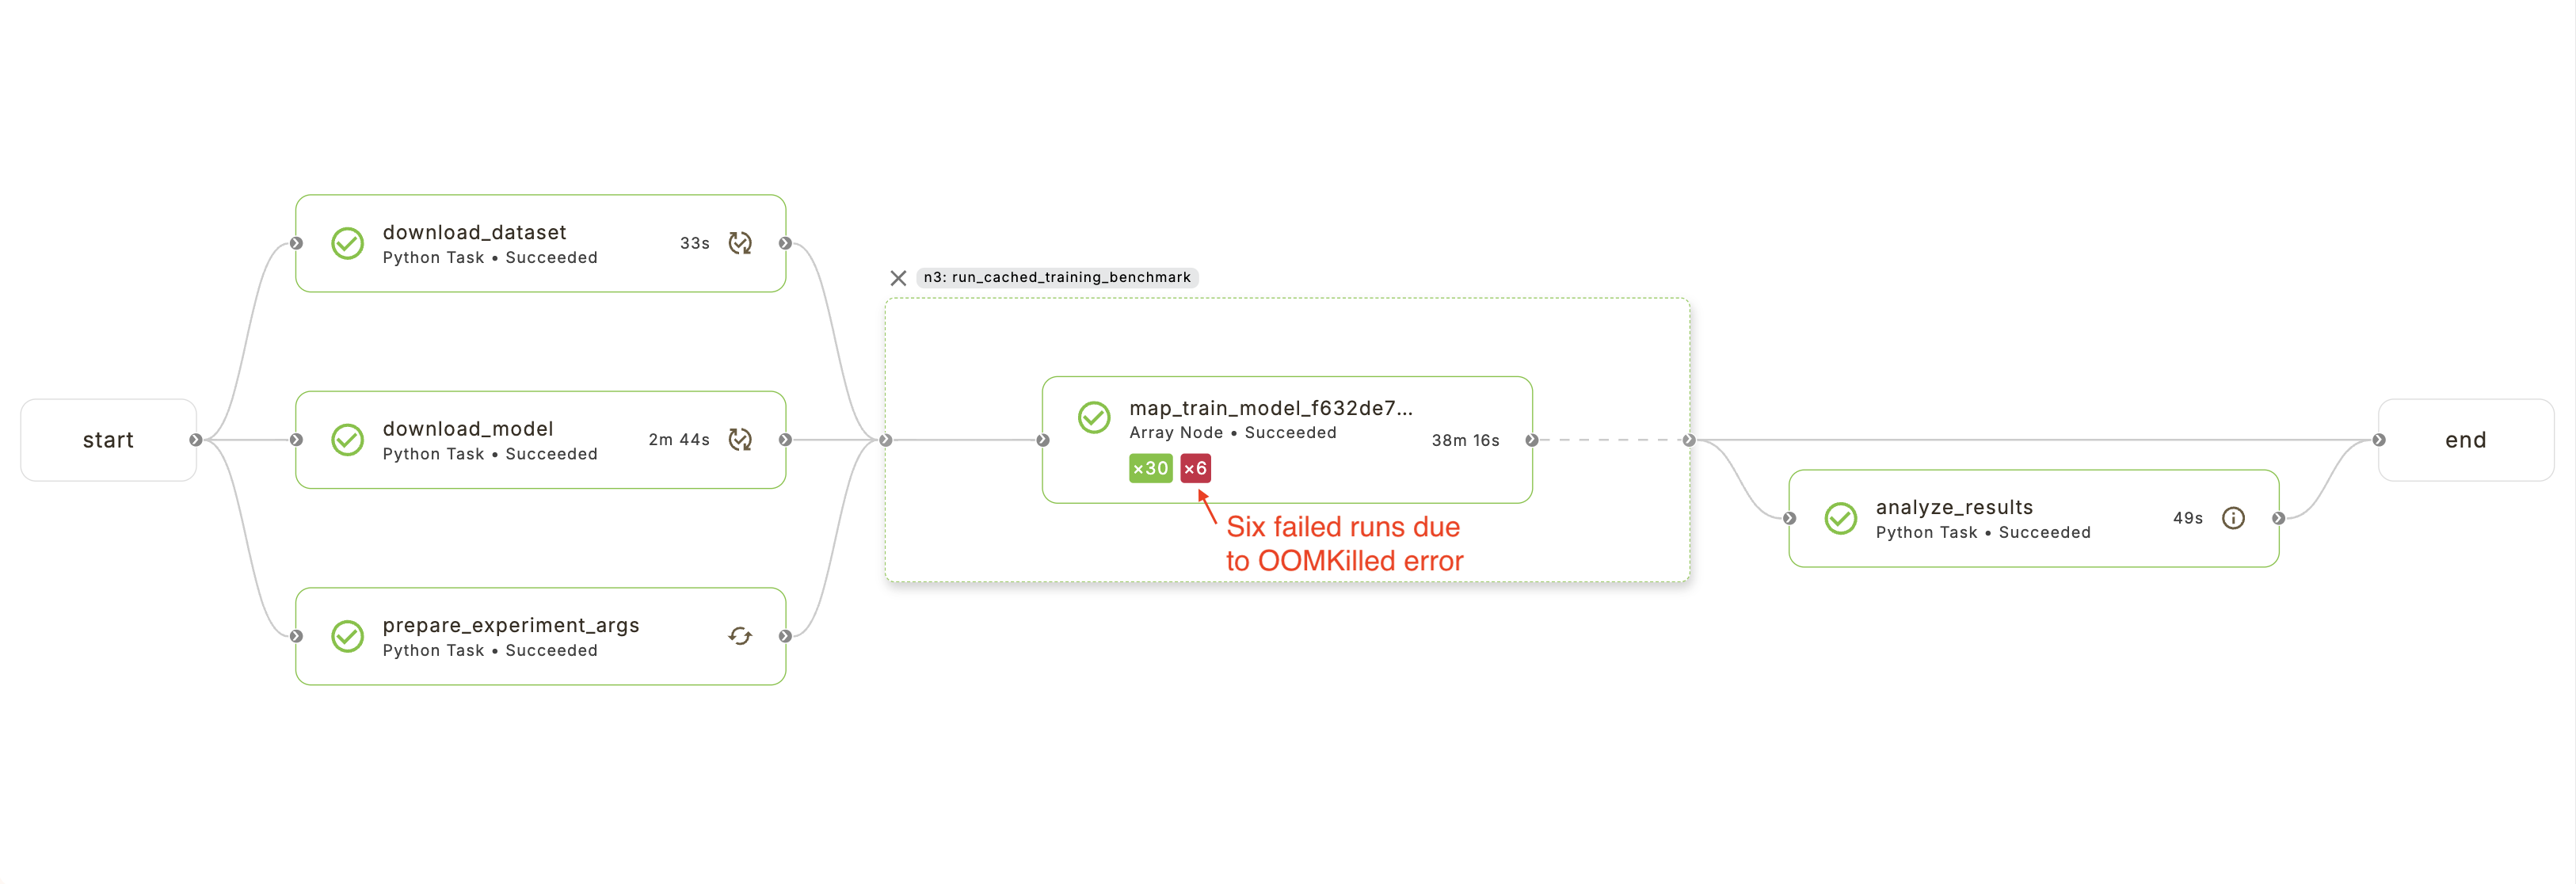 start
download_dataset
Python Task • Succeeded
33s
download_model
Python Task • Succeeded
2m 44s
prepare_experiment_args
Python Task • Succeeded
n3: run_cached_training_benchmark
map_train_model_f632de7...
Array Node • Succeeded
38m 16s
×30 ×6
Six failed runs due
to OOMKilled error
analyze_results
Python Task • Succeeded
49s
end